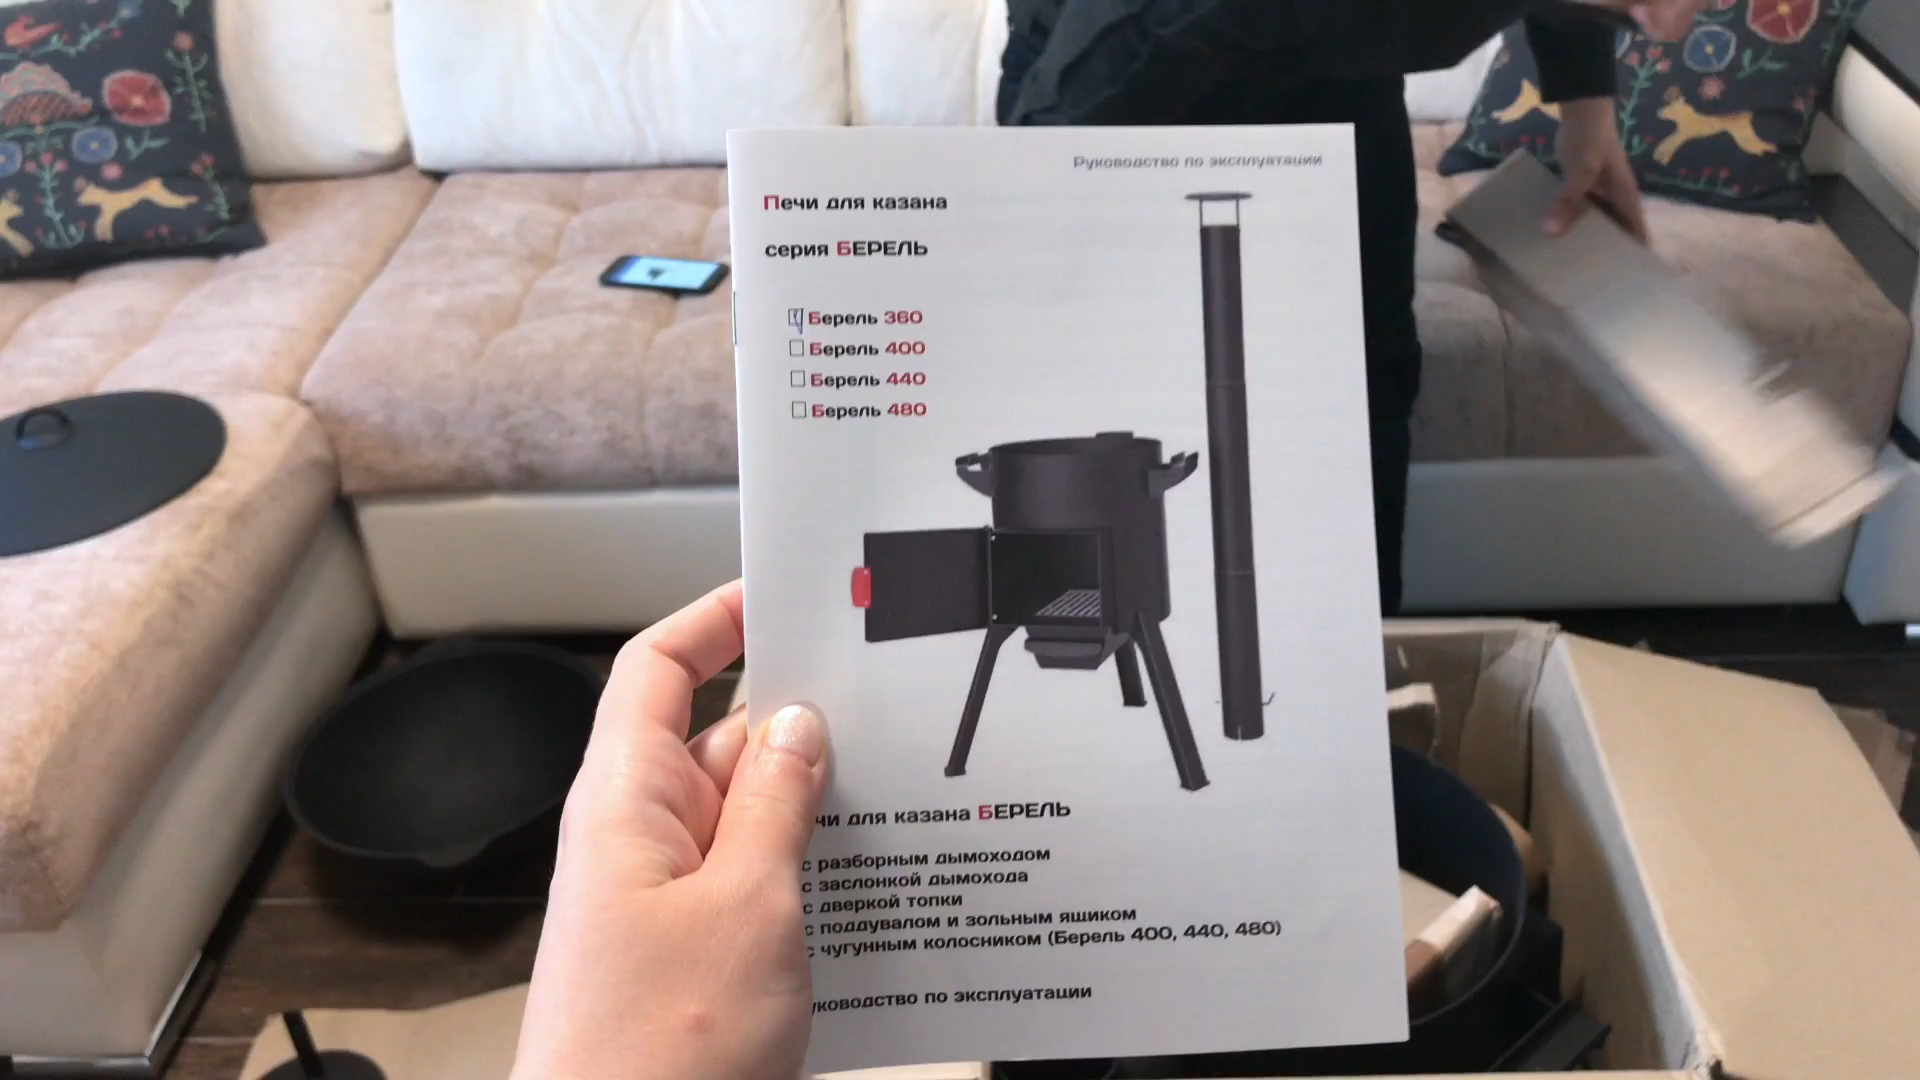 Руководство по эксплуатации
Печи для казана
серия БЕРЕЛЬ
Берель 360
Берель 400
Берель 440
Берель 480
чи для казана БЕРЕЛЬ
с разборным дымоходом
с заслонкой дымохода
с дверкой топки
с поддувалом и зольным ящиком
с чугунным колосником (Берель 400, 440, 480)
уководство по эксплуатации